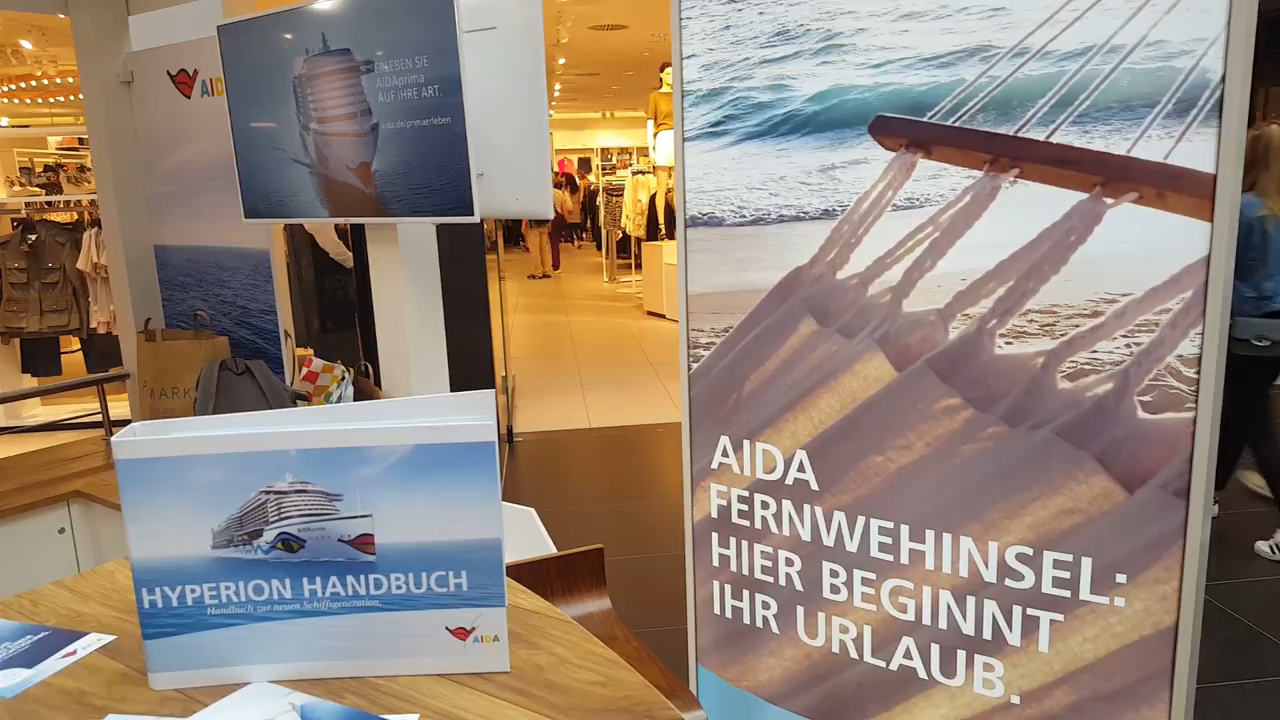 AIDA
ERLEBEN SIE
AIDAprima
AUF IHRE ART.
aida.de/primaerleben
HYPERION HANDBUCH
Handbuch zur neuen Schiffsgeneration.
AIDA
AIDA
FERNWEHINSEL:
HIER BEGINNT
IHR URLAUB.